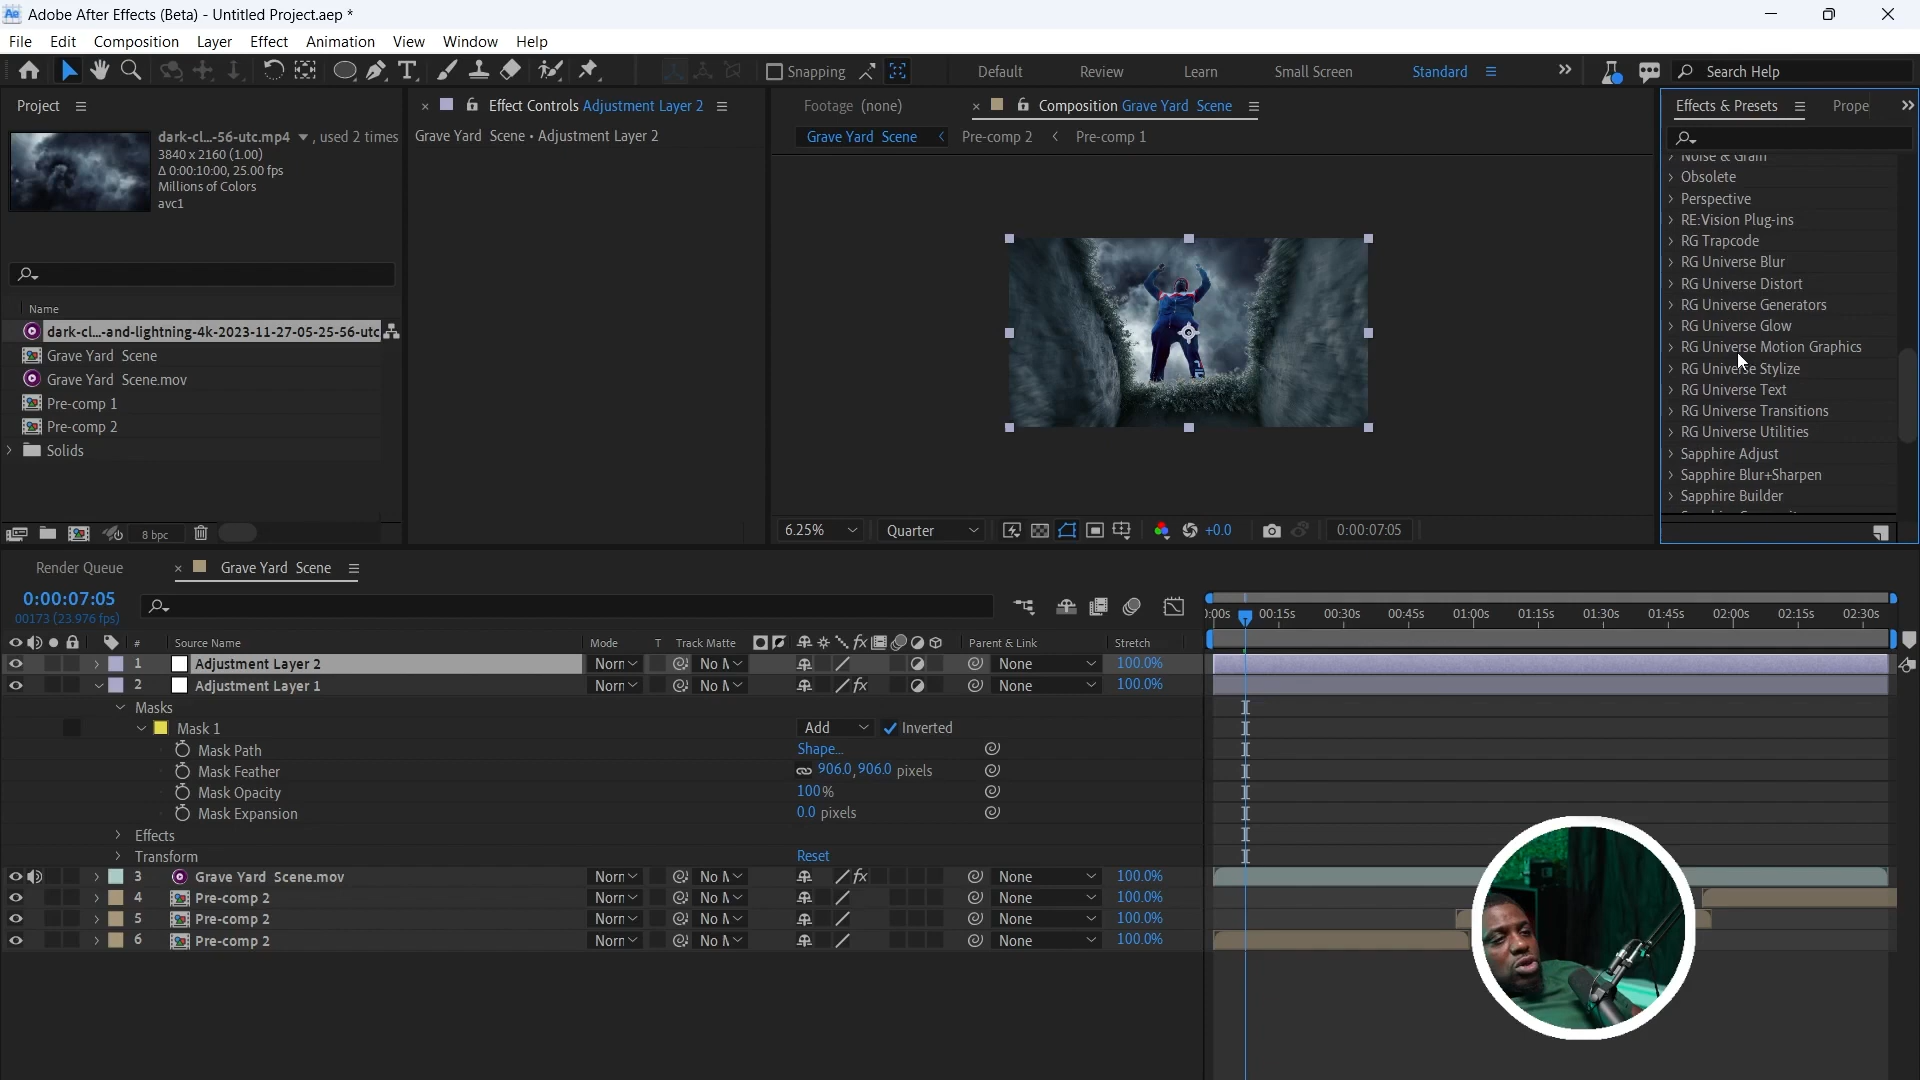 Adobe After Effects (Beta) - Untitled Project.aep *
File Edit Composition Layer Effect Animation View Window Help
Snapping Default Review Learn Small Screen Standard Search Help
Project
dark-cl...-56-utc.mp4 , used 2 times
3840 x 2160 (1.00)
Δ 0:00:10:00, 25.00 fps
Millions of Colors
avc1
Name
dark-cl...-and-lightning-4k-2023-11-27-05-25-56-utc
Grave Yard Scene
Grave Yard Scene.mov
Pre-comp 1
Pre-comp 2
Solids
8 bpc
Effect Controls Adjustment Layer 2
Grave Yard Scene • Adjustment Layer 2
Footage (none) Composition Grave Yard Scene
Grave Yard Scene Pre-comp 2 Pre-comp 1
6.25% Quarter +0.0 0:00:07:05
Effects & Presets Prope
Noise & Grain
Obsolete
Perspective
RE:Vision Plug-ins
RG Trapcode
RG Universe Blur
RG Universe Distort
RG Universe Generators
RG Universe Glow
RG Universe Motion Graphics
RG Universe Stylize
RG Universe Text
RG Universe Transitions
RG Universe Utilities
Sapphire Adjust
Sapphire Blur+Sharpen
Sapphire Builder
Render Queue Grave Yard Scene
0:00:07:05
00173 (23.976 fps)
):00s 00:15s 00:30s 00:45s 01:00s 01:15s 01:30s 01:45s 02:00s 02:15s 02:30s
# Source Name Mode T Track Matte Parent & Link Stretch
1 Adjustment Layer 2 Norn No M None 100.0%
2 Adjustment Layer 1 Norn No M None 100.0%
Masks
Mask 1 Add Inverted
Mask Path Shape...
Mask Feather 906.0, 906.0 pixels
Mask Opacity 100%
Mask Expansion 0.0 pixels
Effects
Transform Reset
3 Grave Yard Scene.mov Norn No M None 100.0%
4 Pre-comp 2 Norn No M None 100.0%
5 Pre-comp 2 Norn No M None 100.0%
6 Pre-comp 2 Norn No M None 100.0%